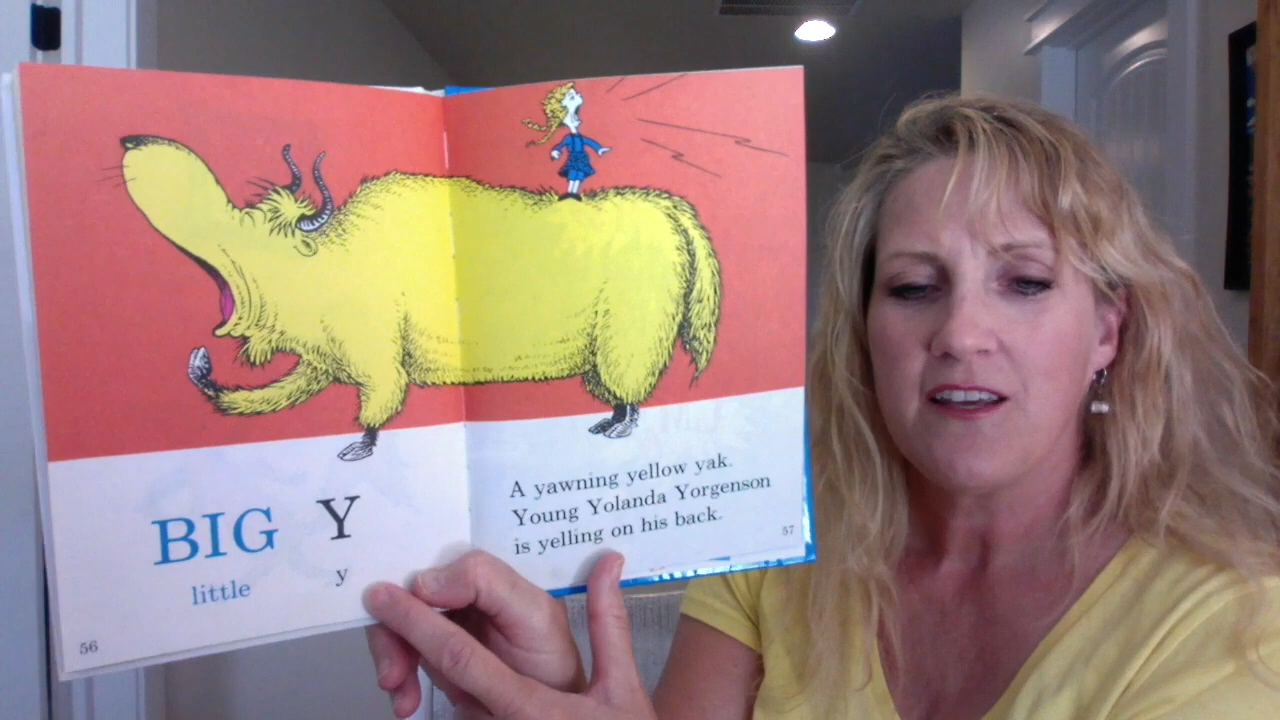 BIG Y
little y
56
A yawning yellow yak.
Young Yolanda Yorgenson
is yelling on his back.
57